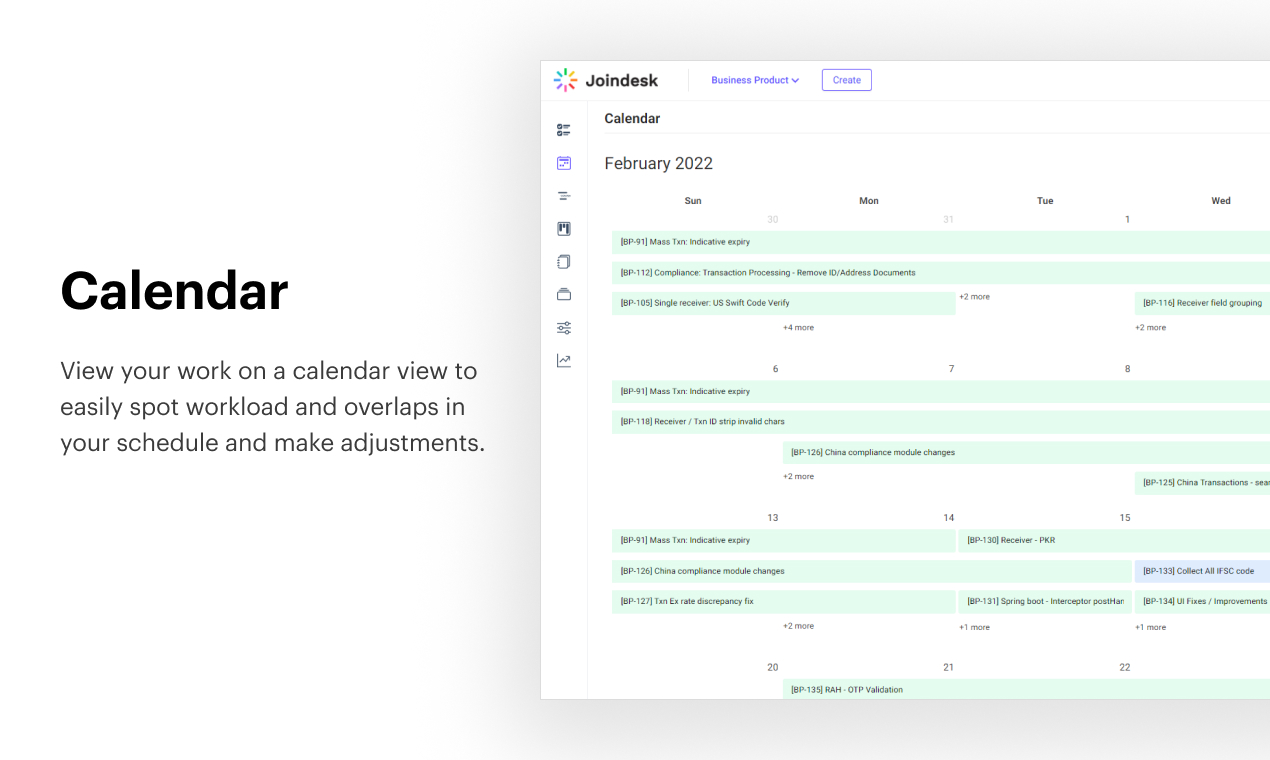 Calendar
View your work on a calendar view to
easily spot workload and overlaps in
your schedule and make adjustments.
Joindesk
Business Product
Create
Calendar
February 2022
Sun Mon Tue Wed
30 31 1
[BP-91] Mass Txn: Indicative expiry
[BP-112] Compliance: Transaction Processing - Remove ID/Address Documents
[BP-105] Single receiver: US Swift Code Verify +2 more [BP-116] Receiver field grouping
+4 more +2 more
6 7 8
[BP-91] Mass Txn: Indicative expiry
[BP-118] Receiver / Txn ID strip invalid chars
[BP-126] China compliance module changes
+2 more
[BP-125] China Transactions - sear
13 14 15
[BP-91] Mass Txn: Indicative expiry [BP-130] Receiver - PKR
[BP-126] China compliance module changes [BP-133] Collect All IFSC code
[BP-127] Txn Ex rate discrepancy fix [BP-131] Spring boot - Interceptor postHan [BP-134] UI Fixes / Improvements
+2 more +1 more +1 more
20 21 22
[BP-135] RAH - OTP Validation